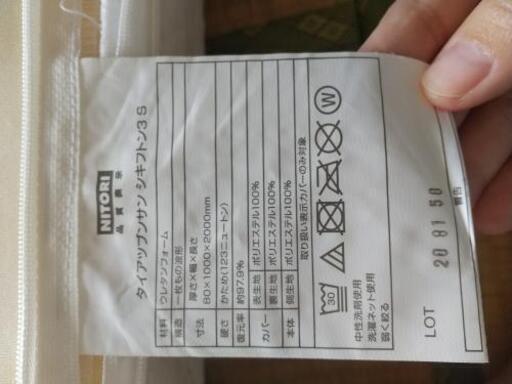 NITORI
品質表示
タイアツブンサン シキフトン3 S
材料 ウレタンフォーム
構造 一枚もの波形
寸法 厚さ×幅×長さ
80×1000×2000mm
硬さ かため(123ニュートン)
復元率 約97.9%
カバー 表生地 ポリエステル100%
裏生地 ポリエステル100%
本体 側生地 ポリエステル100%
取り扱い表示カバーのみ対象
30
W
中性洗剤使用
洗濯ネット使用
弱く絞る
LOT
20 81 50